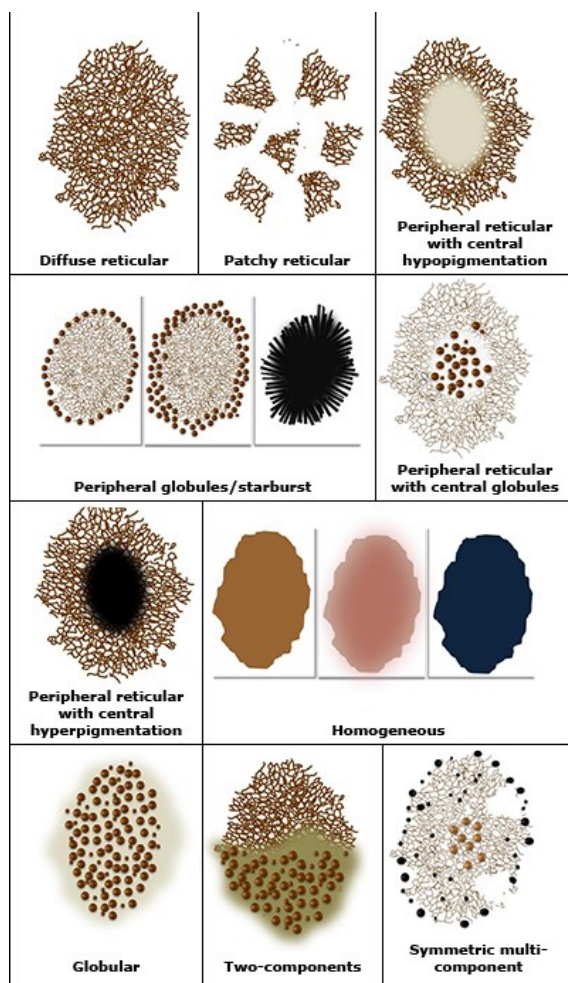 Diffuse reticular
Patchy reticular
Peripheral reticular
with central
hypopigmentation
Peripheral globules/starburst
Peripheral reticular
with central globules
Peripheral reticular
with central
hyperpigmentation
Homogeneous
Globular
Two-components
Symmetric multi-
component